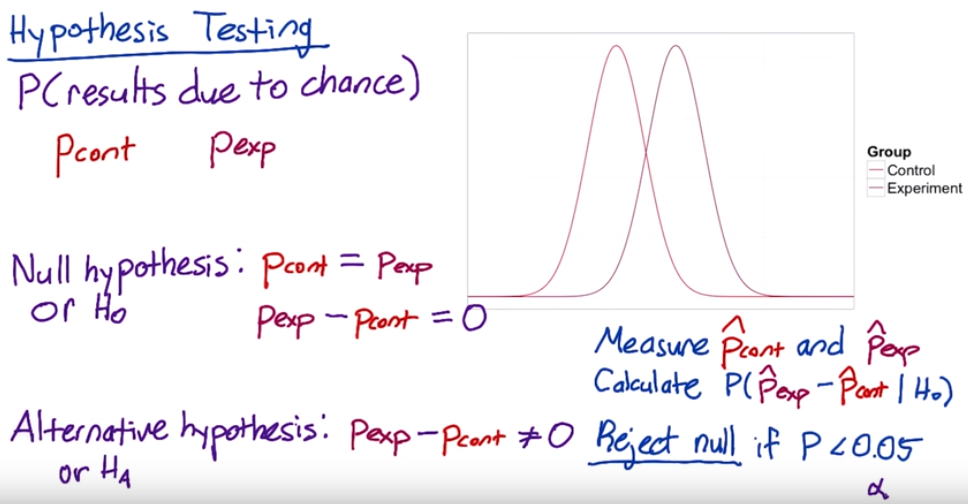 Hypothesis Testing
P(results due to chance)
Pcont Pexp
Group
Control
Experiment
Null hypothesis: Pcont = Pexp
or H₀
Pexp - Pcont = 0
Measure P̂cont and P̂exp
Calculate P(P̂exp - P̂cont | H₀)
Alternative hypothesis: Pexp - Pcont ≠ 0
or Hₐ
Reject null if P < 0.05
α